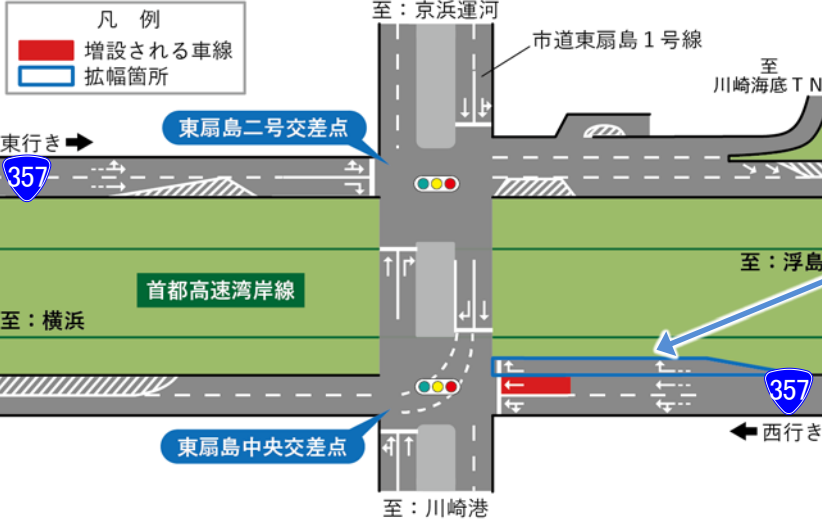 至：京浜運河
凡　例
増設される車線
拡幅箇所
市道東扇島１号線
至
川崎海底ＴＮ
東扇島二号交差点
東行き
357
至：浮島
首都高速湾岸線
至：横浜
357
西行き
東扇島中央交差点
至：川崎港